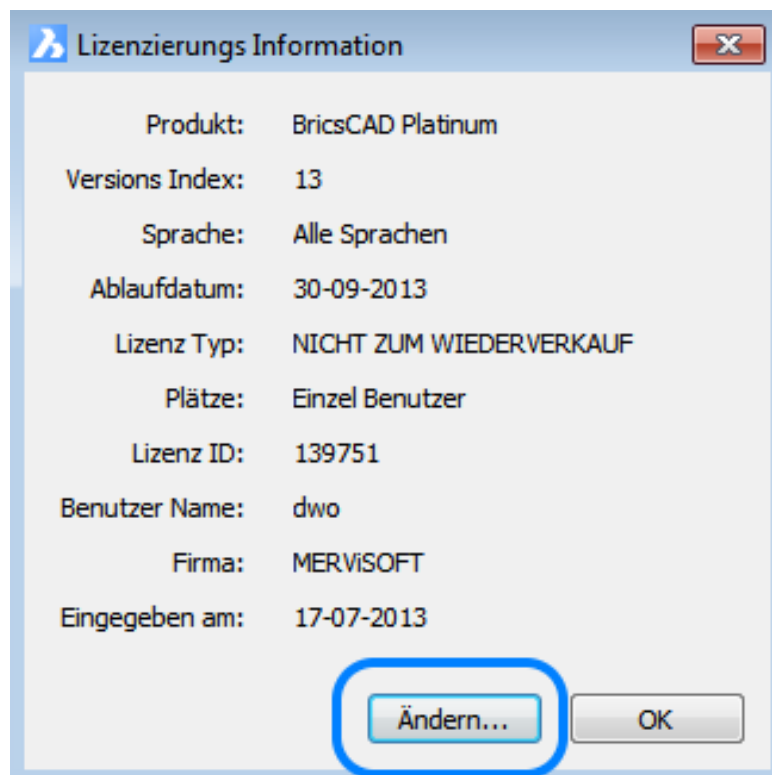 Lizenzierungs Information
Produkt: BricsCAD Platinum
Versions Index: 13
Sprache: Alle Sprachen
Ablaufdatum: 30-09-2013
Lizenz Typ: NICHT ZUM WIEDERVERKAUF
Plätze: Einzel Benutzer
Lizenz ID: 139751
Benutzer Name: dwo
Firma: MERViSOFT
Eingegeben am: 17-07-2013
Ändern... OK